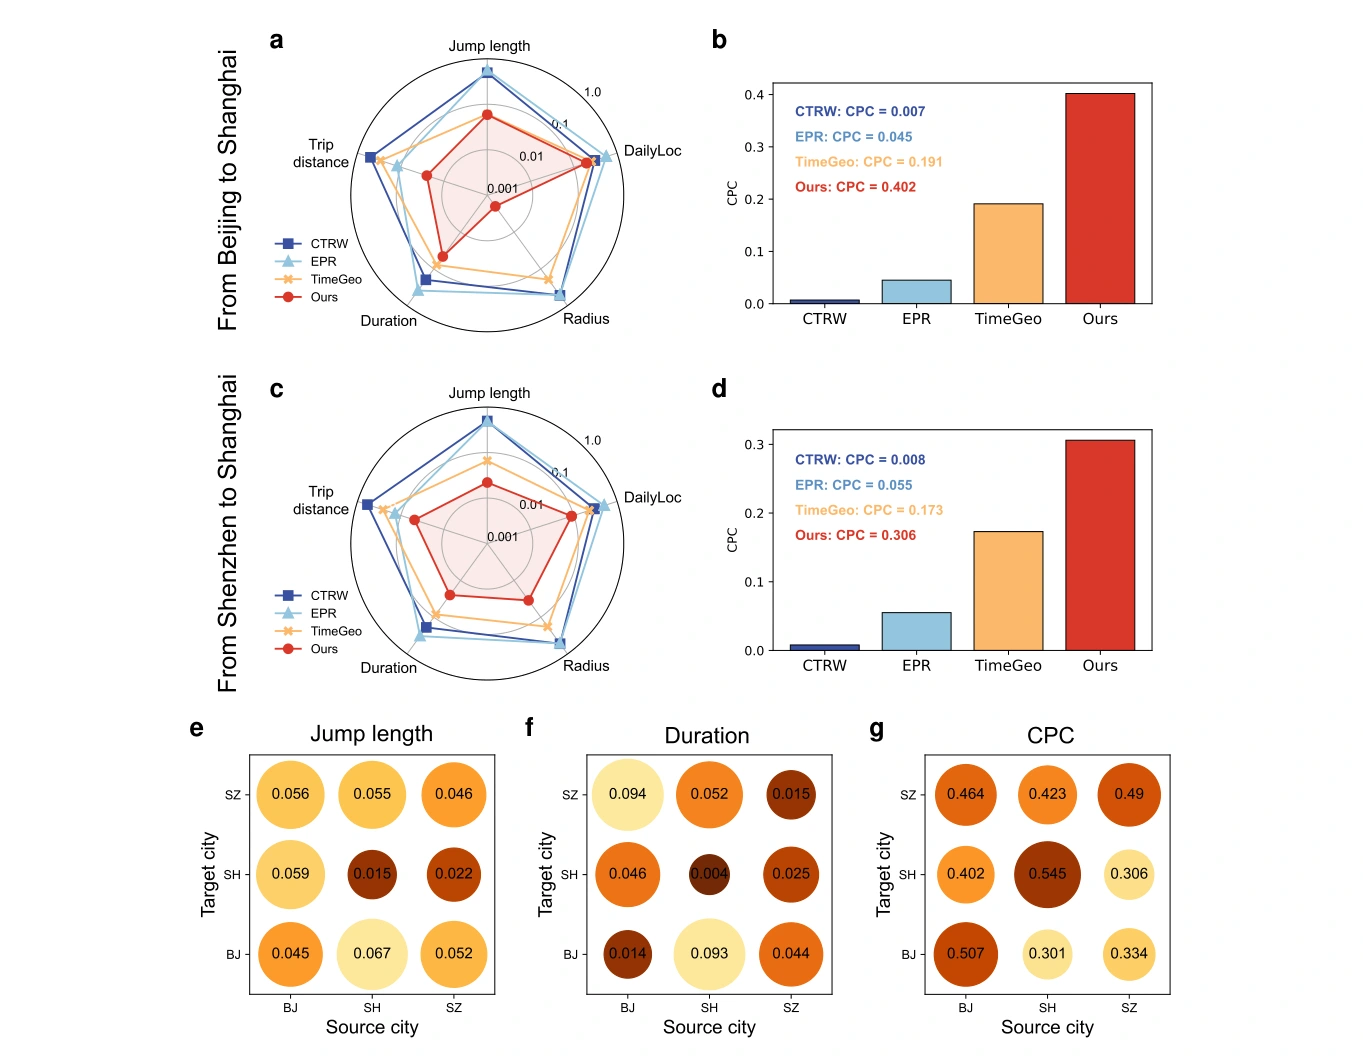 From Beijing to Shanghai
a
Jump length
1.0
0.1
0.01
0.001
DailyLoc
Trip
distance
Duration
Radius
CTRW
EPR
TimeGeo
Ours
b
CPC
0.4
0.3
0.2
0.1
0.0
CTRW: CPC = 0.007
EPR: CPC = 0.045
TimeGeo: CPC = 0.191
Ours: CPC = 0.402
CTRW EPR TimeGeo Ours
From Shenzhen to Shanghai
c
Jump length
1.0
0.1
0.01
0.001
DailyLoc
Trip
distance
Duration
Radius
CTRW
EPR
TimeGeo
Ours
d
CPC
0.3
0.2
0.1
0.0
CTRW: CPC = 0.008
EPR: CPC = 0.055
TimeGeo: CPC = 0.173
Ours: CPC = 0.306
CTRW EPR TimeGeo Ours
e
Jump length
Target city
SZ 0.056 0.055 0.046
SH 0.059 0.015 0.022
BJ 0.045 0.067 0.052
BJ SH SZ
Source city
f
Duration
Target city
SZ 0.094 0.052 0.015
SH 0.046 0.004 0.025
BJ 0.014 0.093 0.044
BJ SH SZ
Source city
g
CPC
Target city
SZ 0.464 0.423 0.49
SH 0.402 0.545 0.306
BJ 0.507 0.301 0.334
BJ SH SZ
Source city